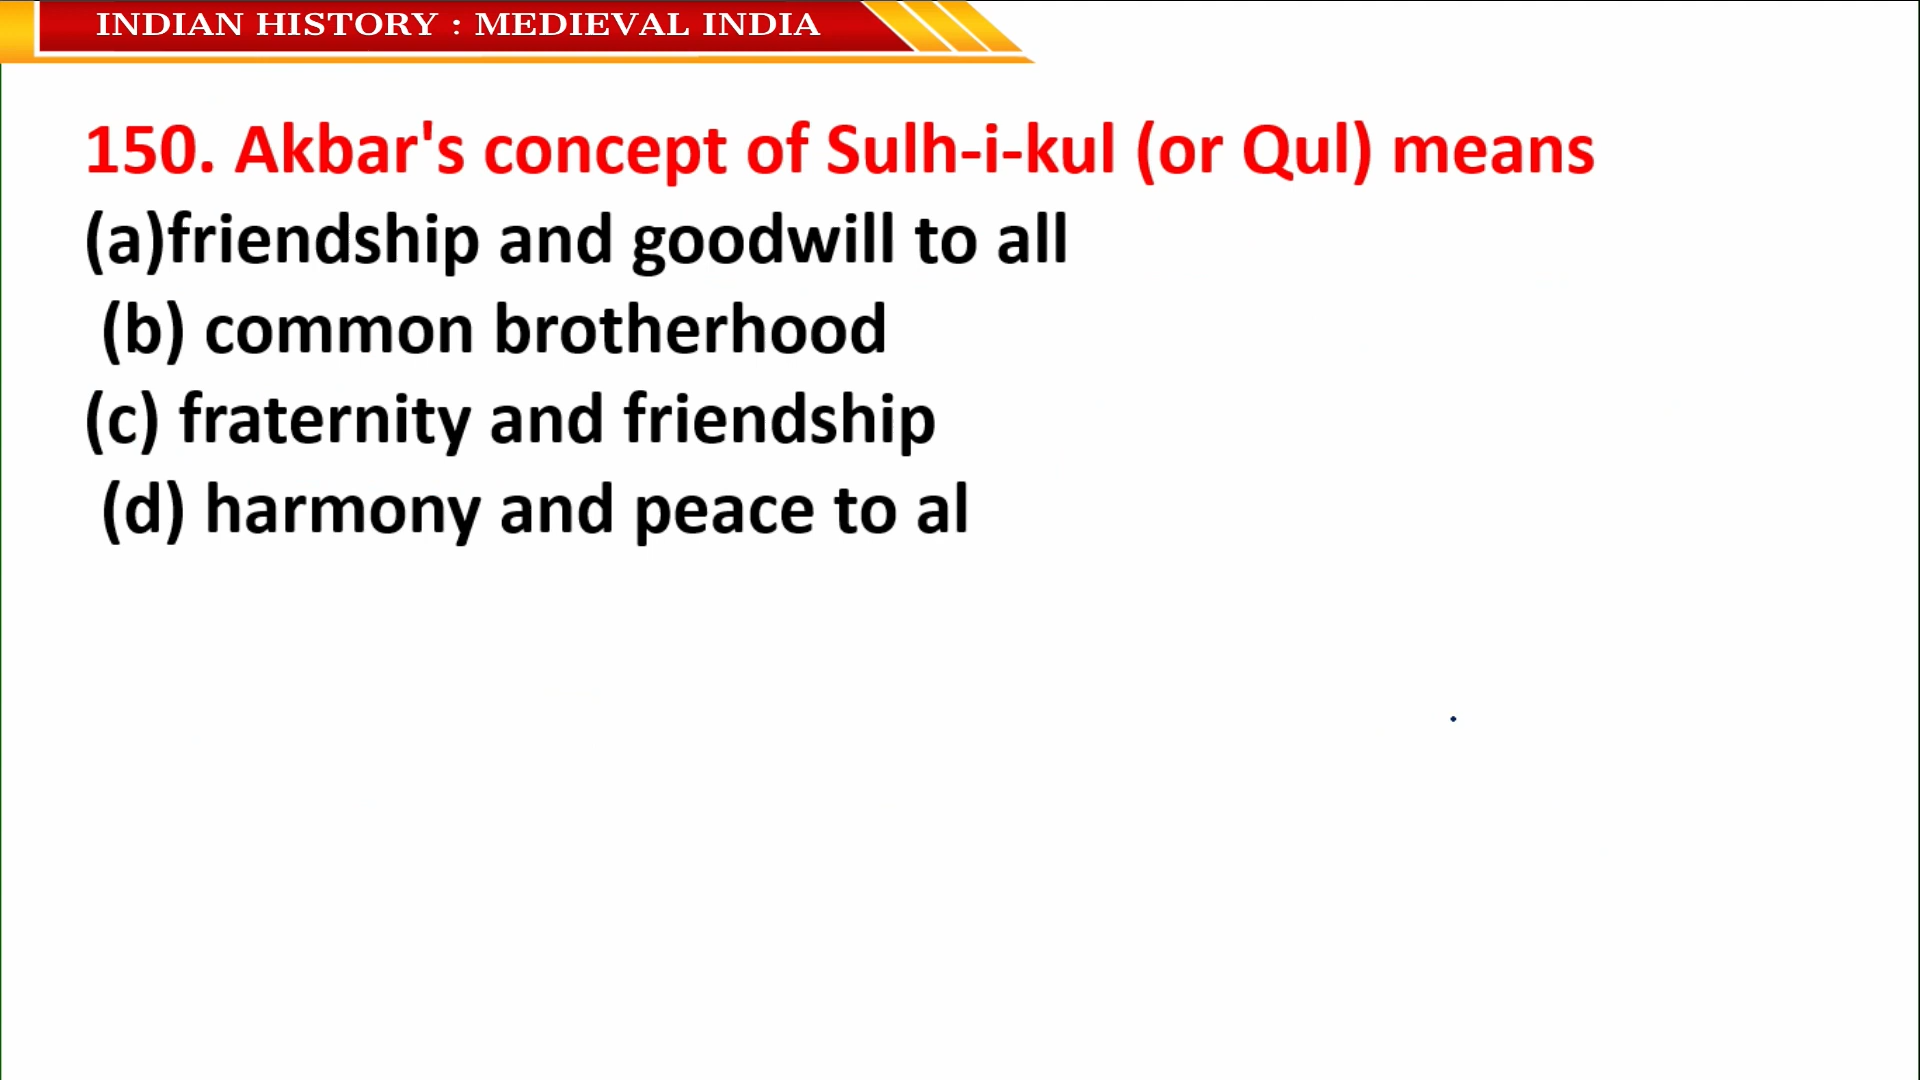 INDIAN HISTORY : MEDIEVAL INDIA
150. Akbar's concept of Sulh-i-kul (or Qul) means
(a)friendship and goodwill to all
(b) common brotherhood
(c) fraternity and friendship
(d) harmony and peace to al